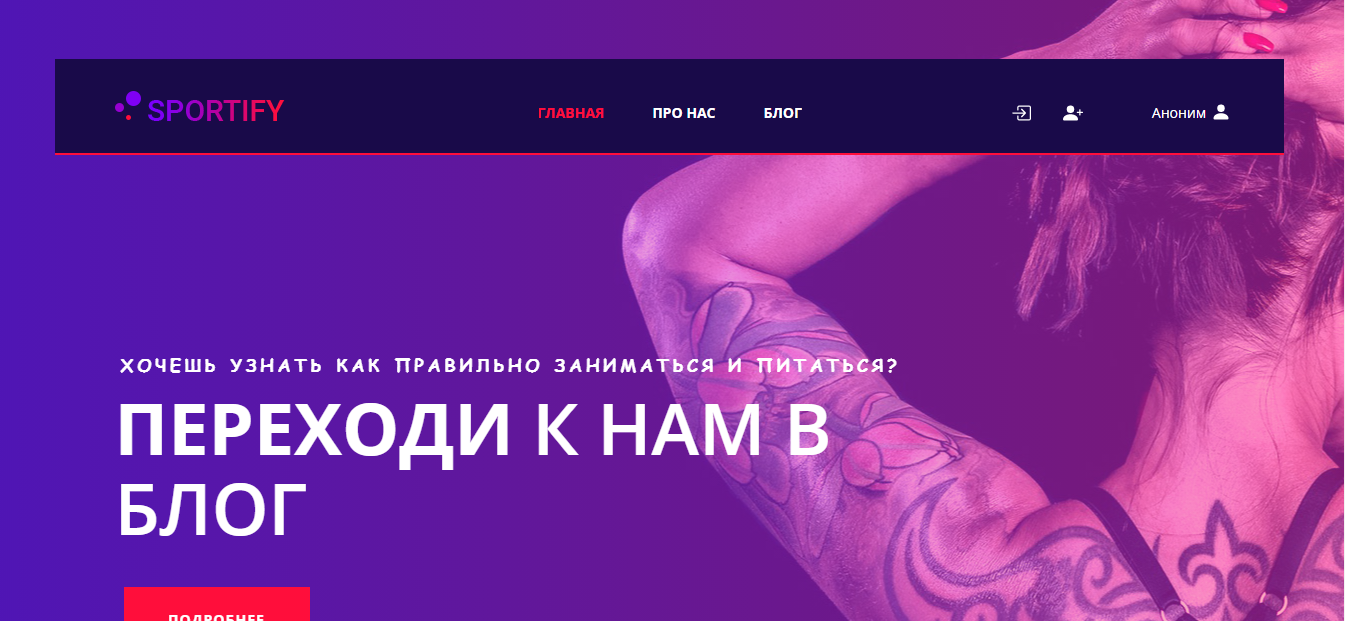 SPORTIFY
ГЛАВНАЯ ПРО НАС БЛОГ Аноним
ХОЧЕШЬ УЗНАТЬ КАК ПРАВИЛЬНО ЗАНИМАТЬСЯ И ПИТАТЬСЯ?
ПЕРЕХОДИ К НАМ В
БЛОГ
ПОДРОБНЕЕ